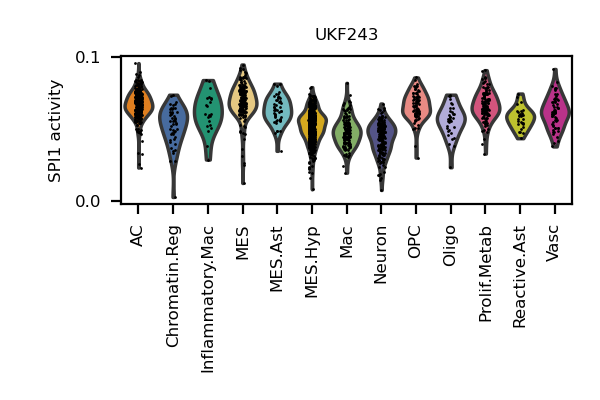 UKF243
SPI1 activity
0.1
0.0
AC
Chromatin.Reg
Inflammatory.Mac
MES
MES.Ast
MES.Hyp
Mac
Neuron
OPC
Oligo
Prolif.Metab
Reactive.Ast
Vasc